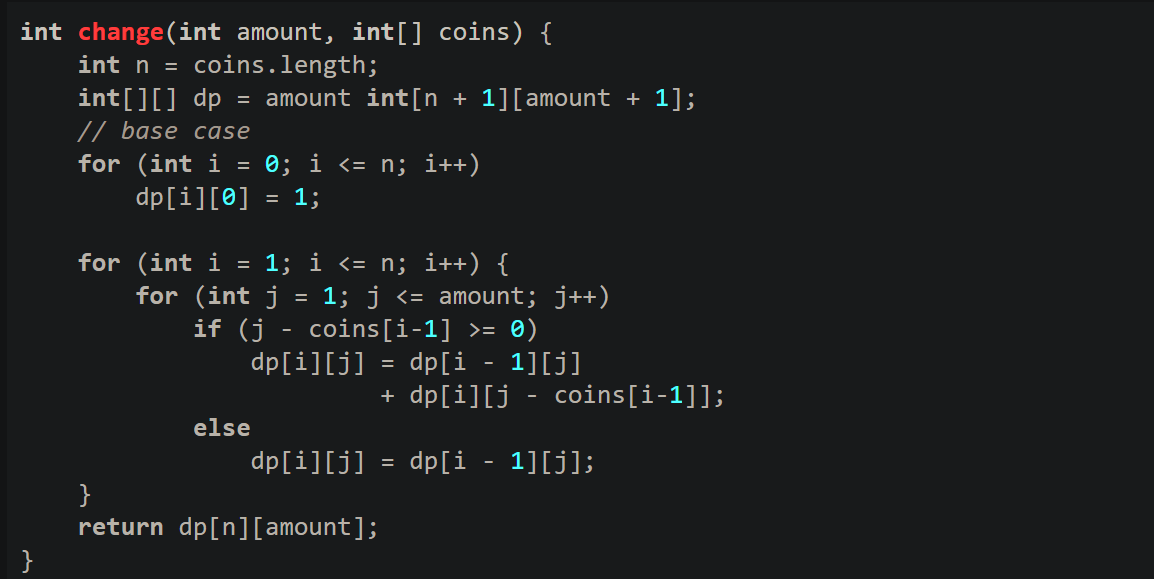 int change(int amount, int[] coins) {
    int n = coins.length;
    int[][] dp = amount int[n + 1][amount + 1];
    // base case
    for (int i = 0; i <= n; i++)
        dp[i][0] = 1;

    for (int i = 1; i <= n; i++) {
        for (int j = 1; j <= amount; j++)
            if (j - coins[i-1] >= 0)
                dp[i][j] = dp[i - 1][j]
                         + dp[i][j - coins[i-1]];
            else
                dp[i][j] = dp[i - 1][j];
    }
    return dp[n][amount];
}